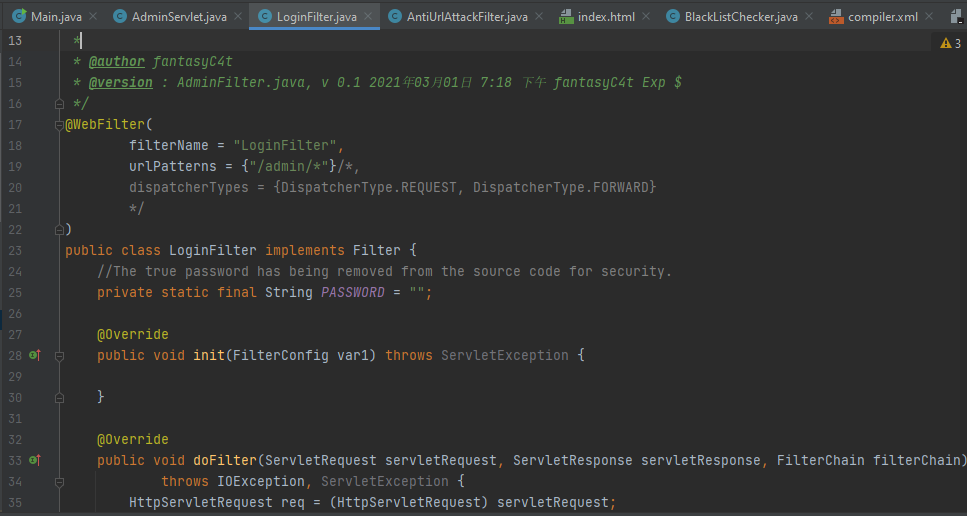 Main.java AdminServlet.java LoginFilter.java AntiUrlAttackFilter.java index.html BlackListChecker.java compiler.xml
13 * 3
14 * @author fantasyC4t
15 * @version : AdminFilter.java, v 0.1 2021年03月01日 7:18 下午 fantasyC4t Exp $
16 */
17 @WebFilter(
18 filterName = "LoginFilter",
19 urlPatterns = {"/admin/*"}/*,
20 dispatcherTypes = {DispatcherType.REQUEST, DispatcherType.FORWARD}
21 */
22 )
23 public class LoginFilter implements Filter {
24 //The true password has being removed from the source code for security.
25 private static final String PASSWORD = "";
26
27 @Override
28 public void init(FilterConfig var1) throws ServletException {
29
30 }
31
32 @Override
33 public void doFilter(ServletRequest servletRequest, ServletResponse servletResponse, FilterChain filterChain)
34 throws IOException, ServletException {
35 HttpServletRequest req = (HttpServletRequest) servletRequest;